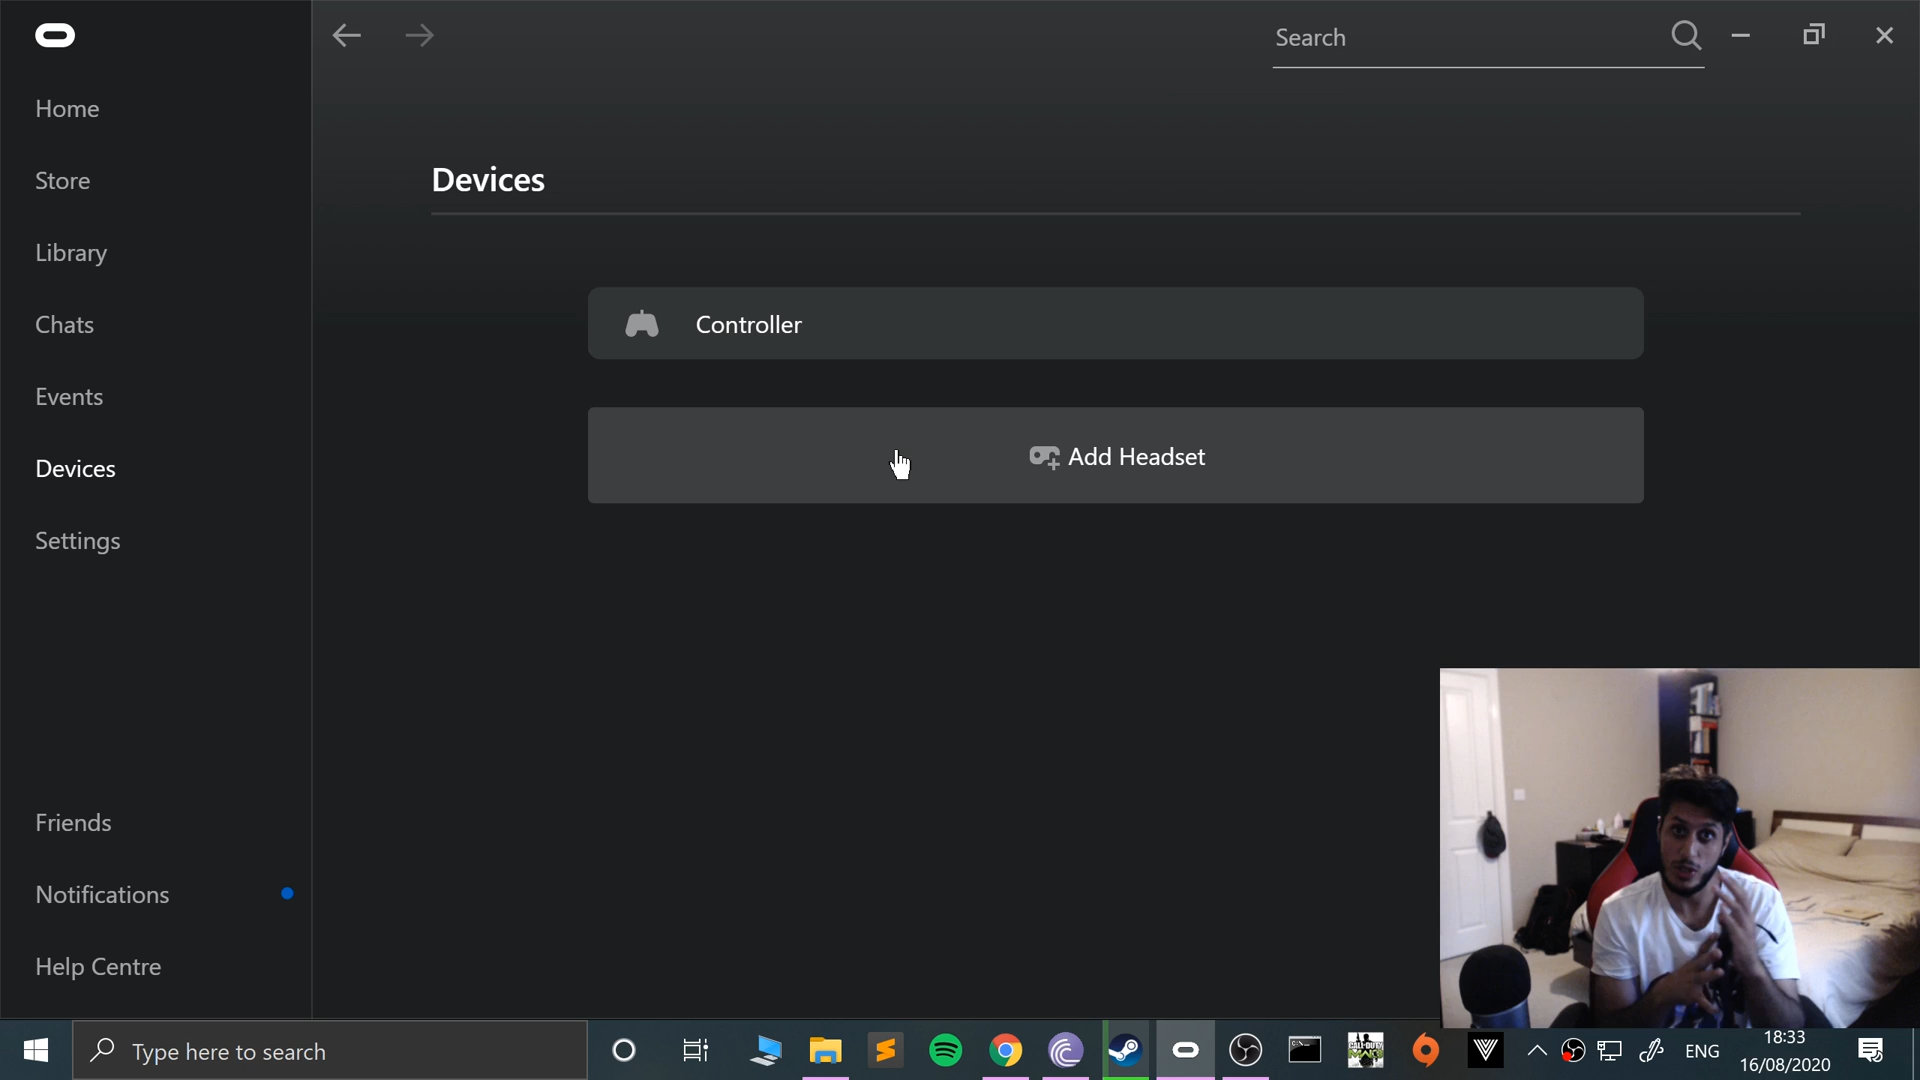 Search
Home
Store
Library
Chats
Events
Devices
Settings
Friends
Notifications
Help Centre
Devices
Controller
Add Headset
Type here to search
ENG
18:33
16/08/2020